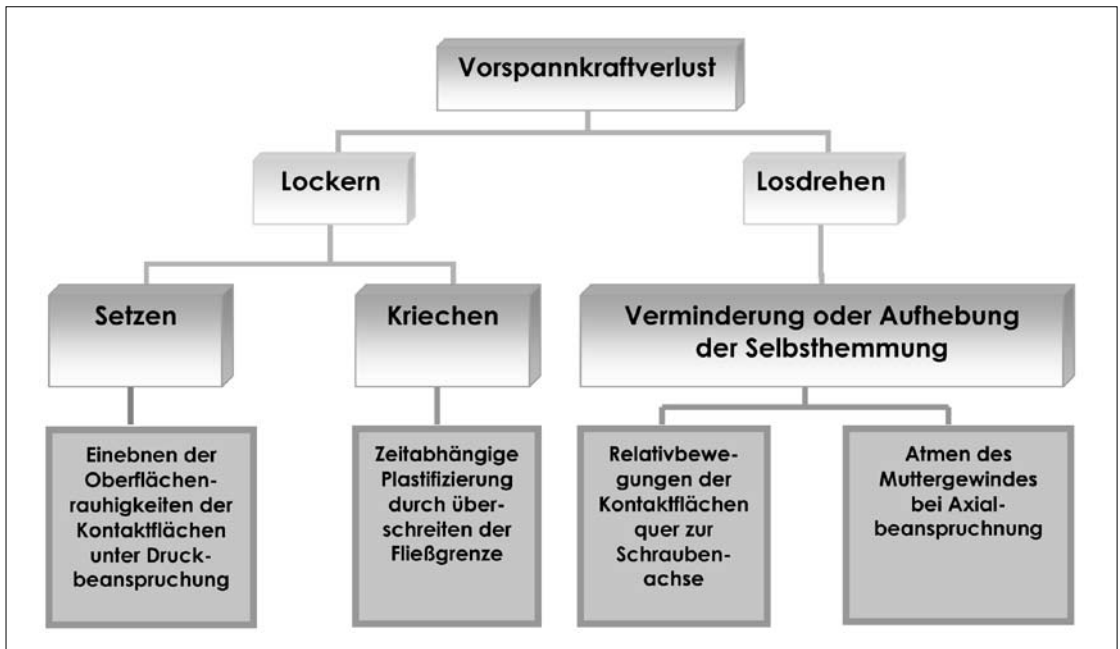 Vorspannkraftverlust
Lockern
Losdrehen
Setzen
Kriechen
Verminderung oder Aufhebung
der Selbsthemmung
Einebnen der
Oberflächen-
rauhigkeiten der
Kontaktflächen
unter Druck-
beanspruchung
Zeitabhängige
Plastifizierung
durch über-
schreiten der
Fließgrenze
Relativbewe-
gungen der
Kontaktflächen
quer zur
Schrauben-
achse
Atmen des
Muttergewindes
bei Axial-
beanspruchnung